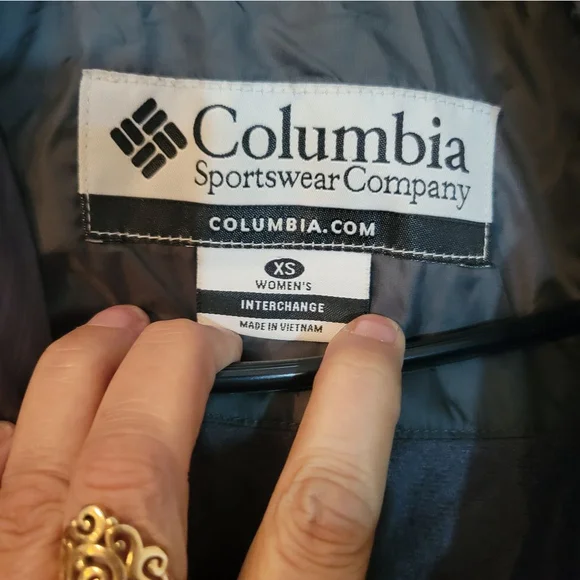 Columbia
Sportswear Company
COLUMBIA.COM
XS
WOMEN'S
INTERCHANGE
MADE IN VIETNAM